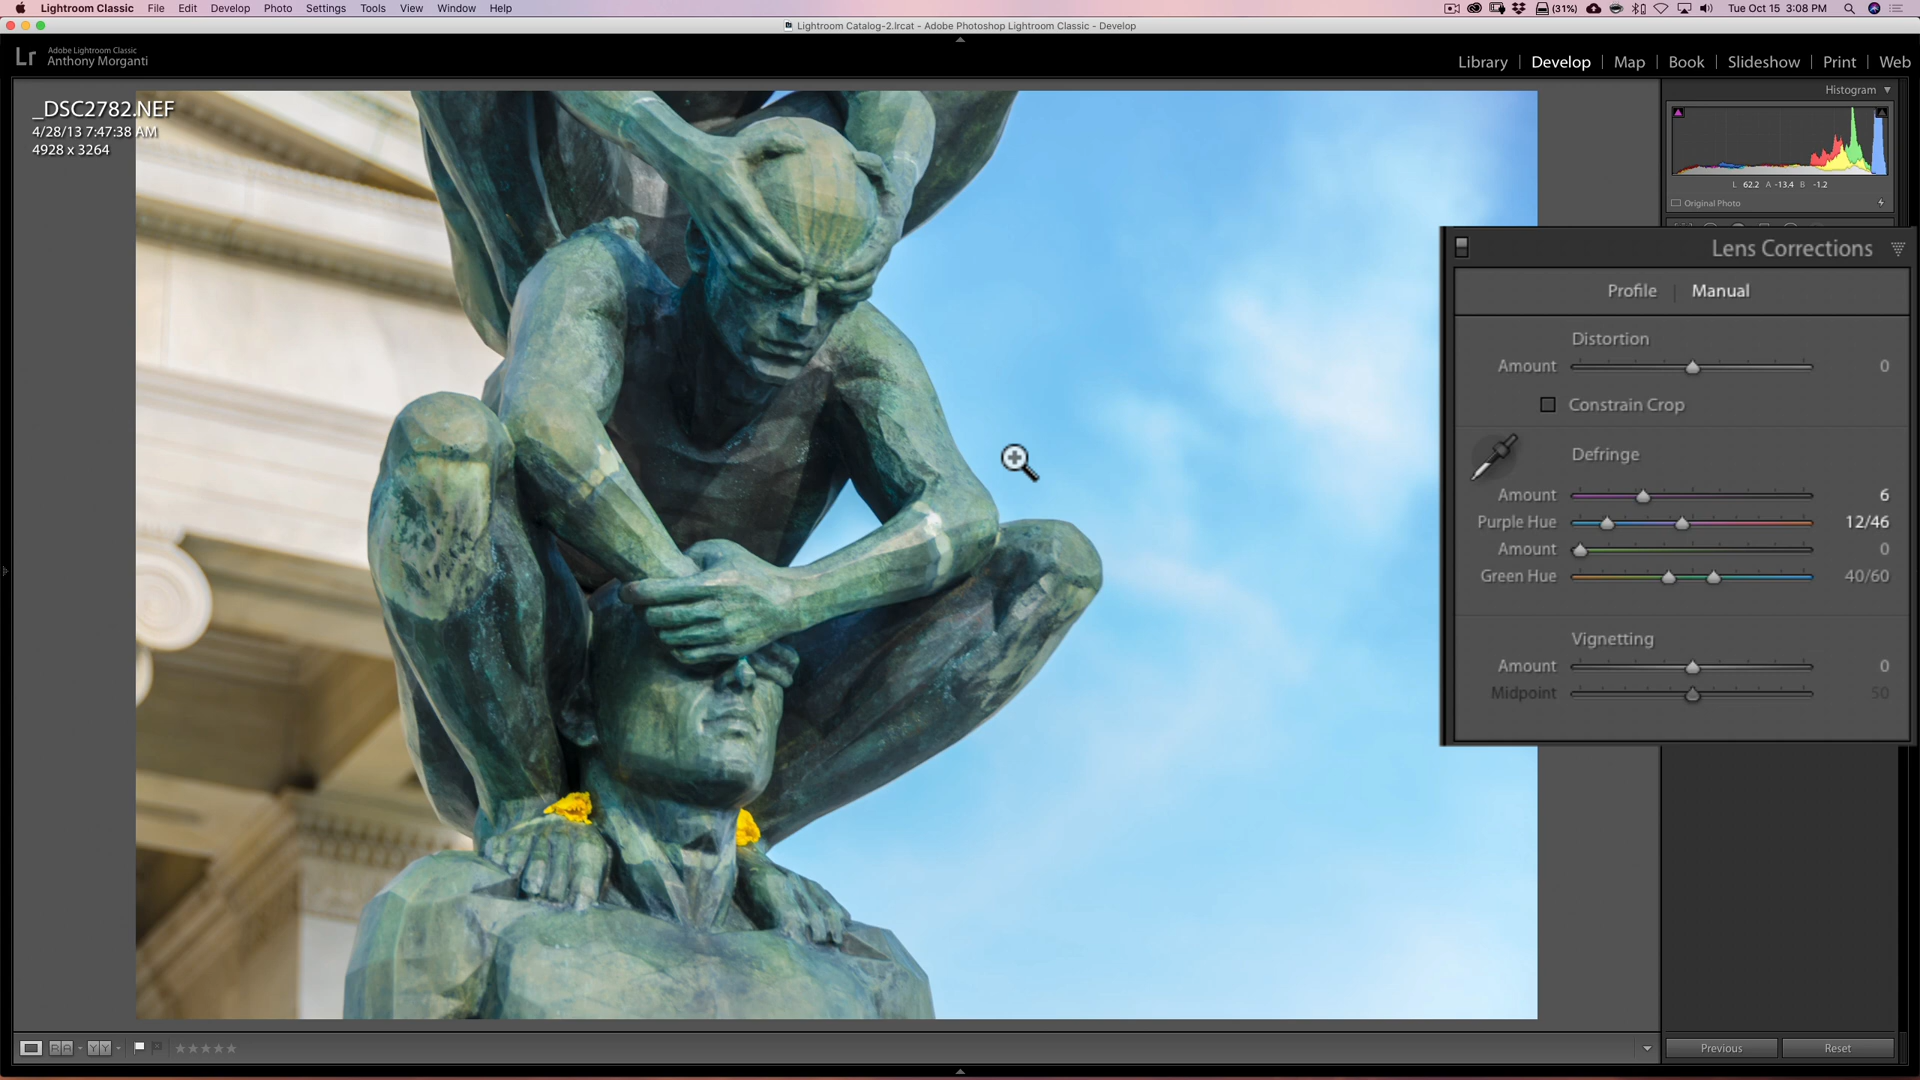 Lightroom Classic File Edit Develop Photo Settings Tools View Window Help (31%) Tue Oct 15 3:08 PM
Lightroom Catalog-2.lrcat - Adobe Photoshop Lightroom Classic - Develop
Lr Adobe Lightroom Classic
Anthony Morganti
Library | Develop | Map | Book | Slideshow | Print | Web
_DSC2782.NEF
4/28/13 7:47:38 AM
4928 x 3264
Histogram
L 62.2 A -13.4 B -1.2
Original Photo
Lens Corrections
Profile | Manual
Distortion
Amount 0
Constrain Crop
Defringe
Amount 6
Purple Hue 12/46
Amount 0
Green Hue 40/60
Vignetting
Amount 0
Midpoint 50
RA YY
Previous Reset